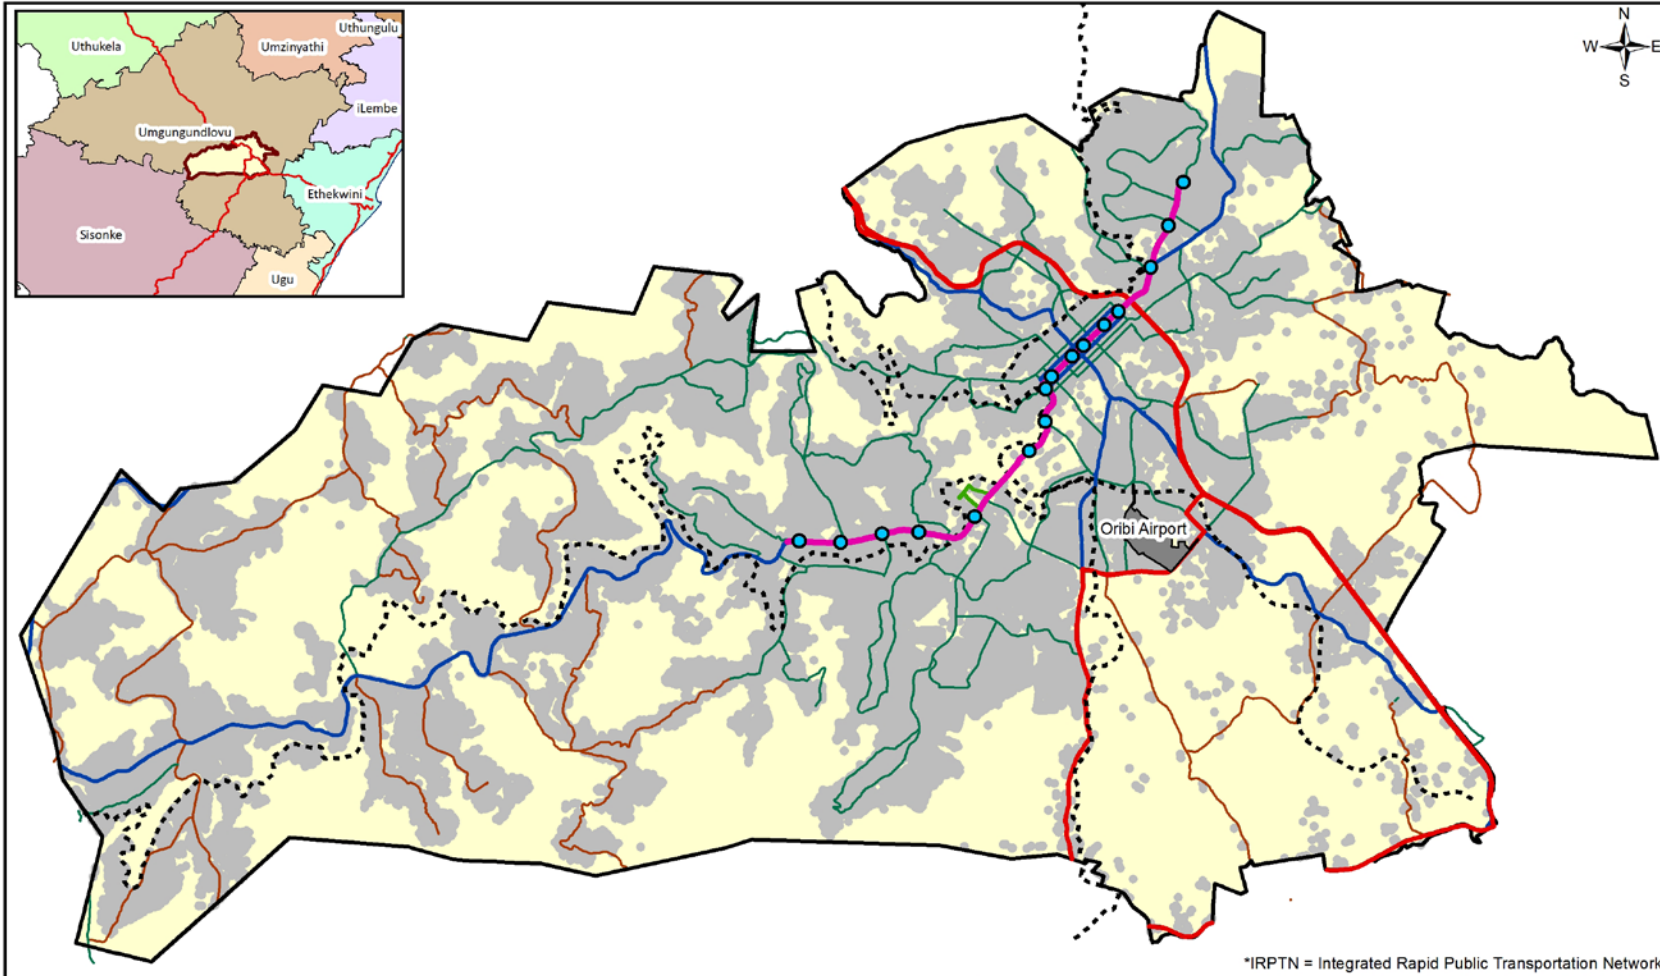 Uthungulu
Uthukela
Umzinyathi
iLembe
Umgungundlovu
Ethekwini
Sisonke
Ugu
N
W
E
S
Oribi Airport
*IRPTN = Integrated Rapid Public Transportation Network